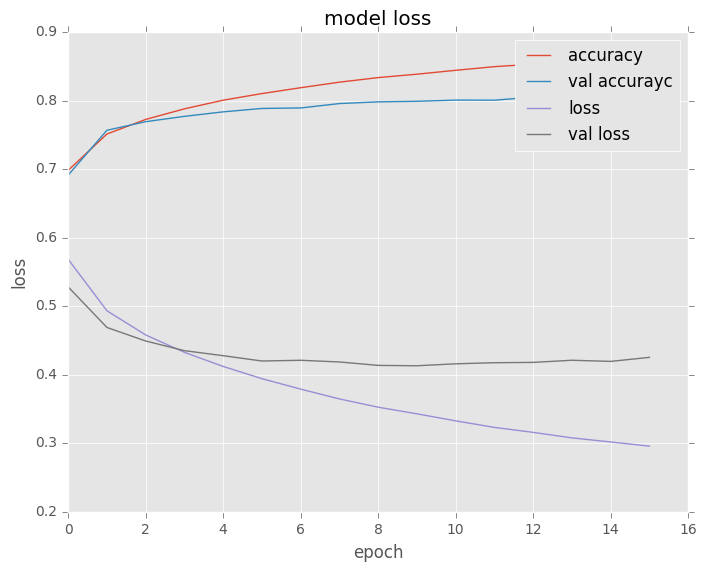 model loss
0.9
0.8
0.7
0.6
0.5
0.4
0.3
0.2
loss
accuracy
val accurayc
loss
val loss
0 2 4 6 8 10 12 14 16
epoch